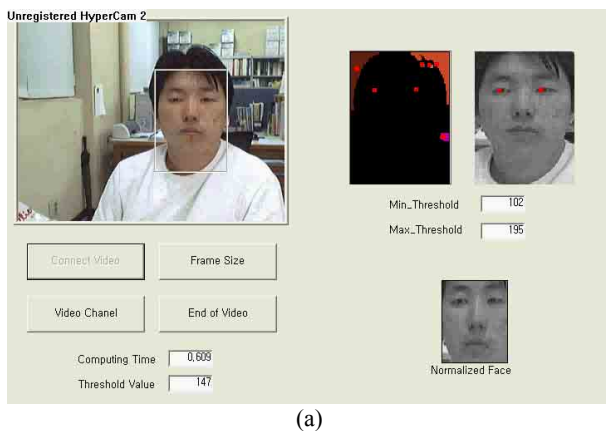 Unregistered HyperCam 2
Min_Threshold 102
Max_Threshold 195
Connect Video
Frame Size
Video Chanel
End of Video
Computing Time 0,609
Threshold Value 147
Normalized Face
(a)